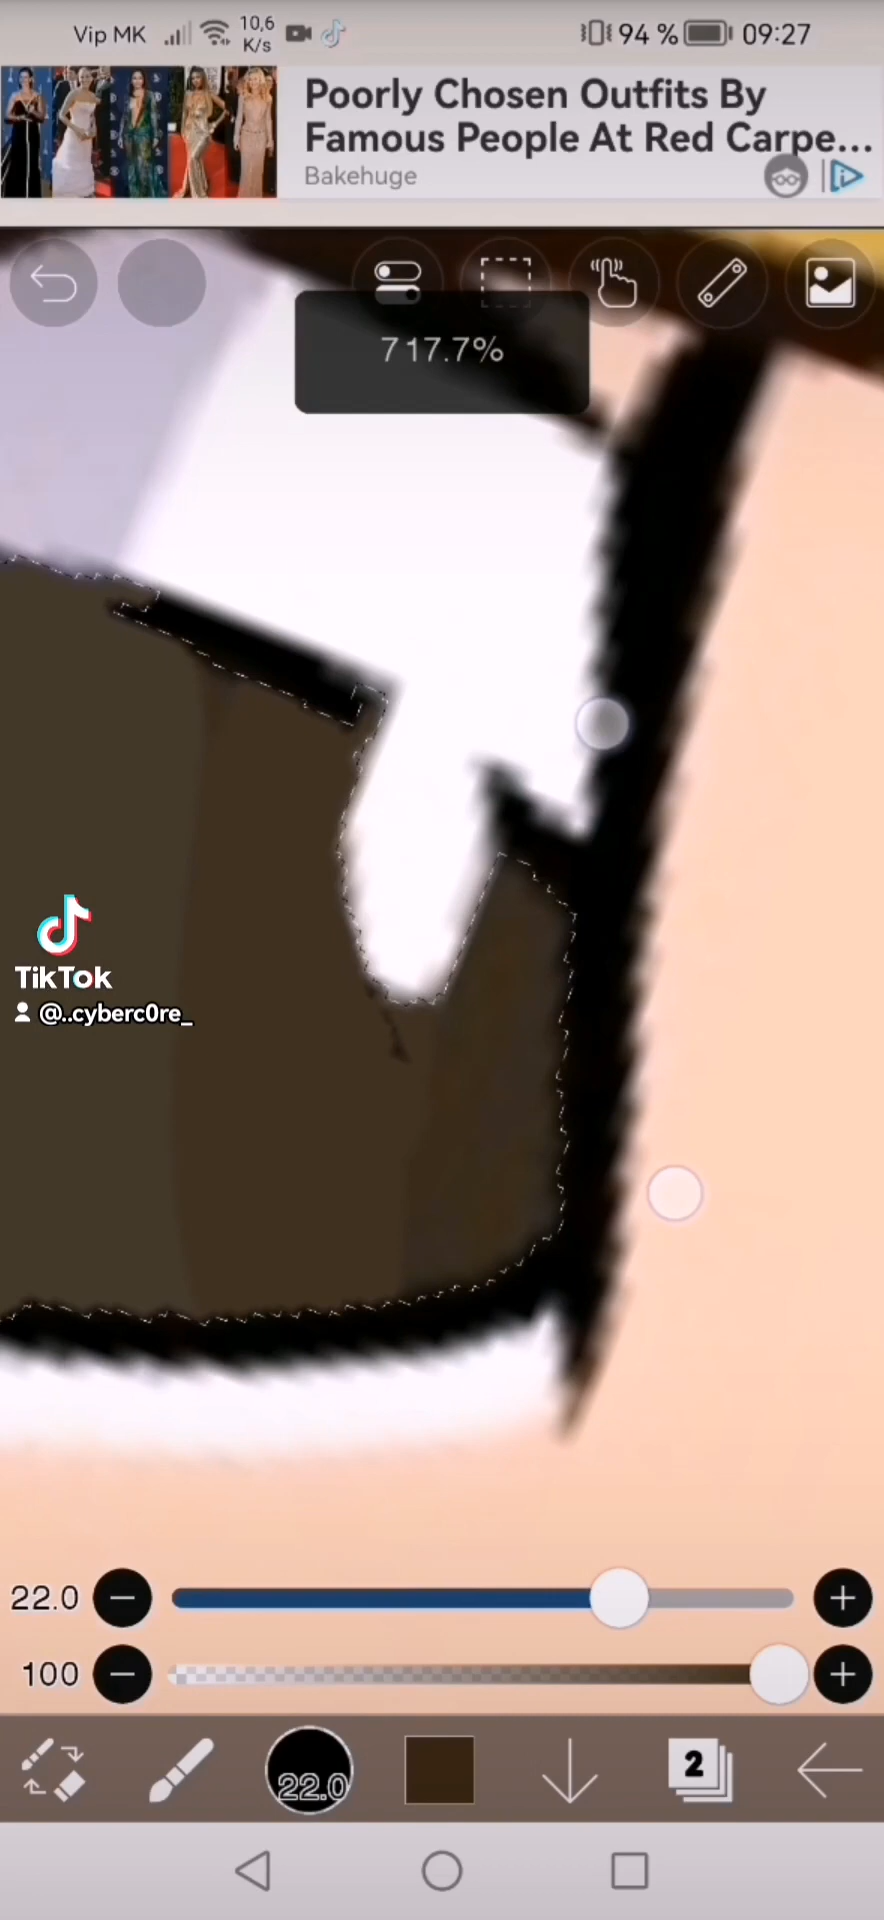 Vip MK 10,6 K/s 94 % 09:27
Poorly Chosen Outfits By
Famous People At Red Carpe...
Bakehuge
717.7%
TikTok
@..cyberc0re_
22.0
100
22.0
2